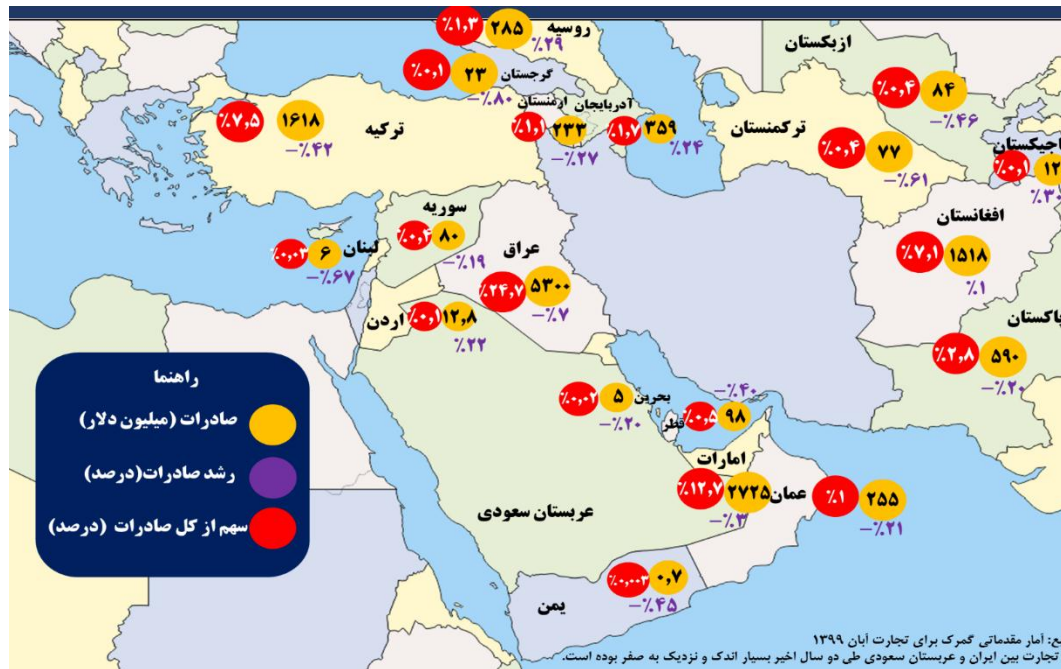 روسیه
٪۱,۳ ۲۸۵
٪۲۹
گرجستان
٪۰,۱ ۲۳
-٪۸۰
ازبکستان
٪۰,۴ ۸۴
-٪۴۶
ترکیه
٪۷,۵ ۱۶۱۸
-٪۴۲
ارمنستان
٪۱,۱ ۲۳۳
-٪۲۷
آذربایجان
٪۱,۷ ۳۵۹
٪۲۴
ترکمنستان
٪۰,۴ ۷۷
-٪۶۱
اجیکستان
٪۰,۱ ۱۲
افغانستان
٪۷,۱ ۱۵۱۸
٪۱
سوریه
٪۰,۴ ۸۰
-٪۱۹
لبنان
٪۰,۰۳ ۶
-٪۶۷
عراق
٪۲۴,۷ ۵۳۰۰
-٪۷
اردن
٪۰,۱ ۱۲,۸
٪۲۲
اکستان
٪۲,۸ ۵۹۰
-٪۲۰
بحرین
٪۰,۰۲ ۵
-٪۲۰
قطر
٪۰,۵ ۹۸
-٪۴۰
امارات
٪۱۲,۷ ۲۷۲۵
-٪۳
عمان
٪۱ ۲۵۵
-٪۲۱
عربستان سعودی
یمن
٪۰,۰۰۳ ۰,۷
-٪۴۵
راهنما
صادرات (میلیون دلار)
رشد صادرات(درصد)
سهم از کل صادرات (درصد)
بع: آمار مقدماتی گمرک برای تجارت آبان ۱۳۹۹
تجارت بین ایران و عربستان سعودی طی دو سال اخیر بسیار اندک و نزدیک به صفر بوده است.